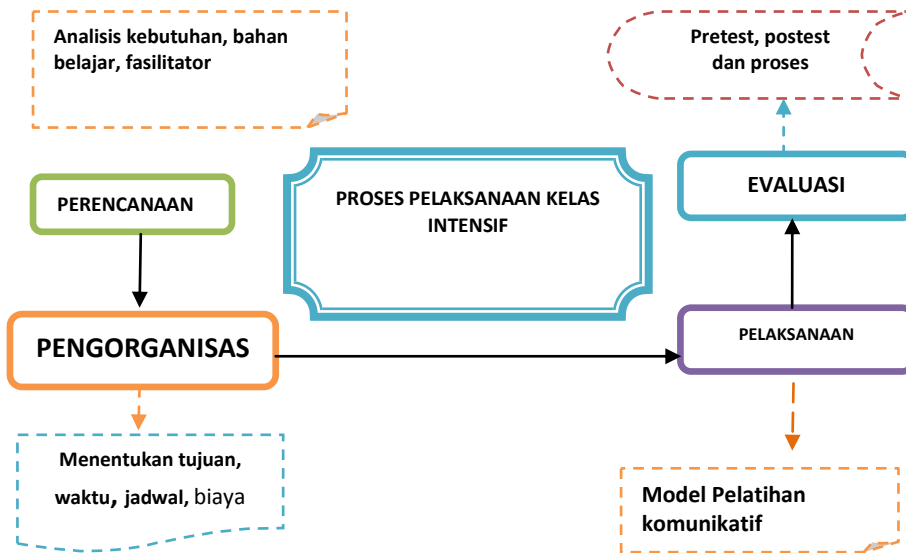 Analisis kebutuhan, bahan
belajar, fasilitator
Pretest, postest
dan proses
PERENCANAAN
PROSES PELAKSANAAN KELAS
INTENSIF
EVALUASI
PENGORGANISAS
PELAKSANAAN
Menentukan tujuan,
waktu, jadwal, biaya
Model Pelatihan
komunikatif